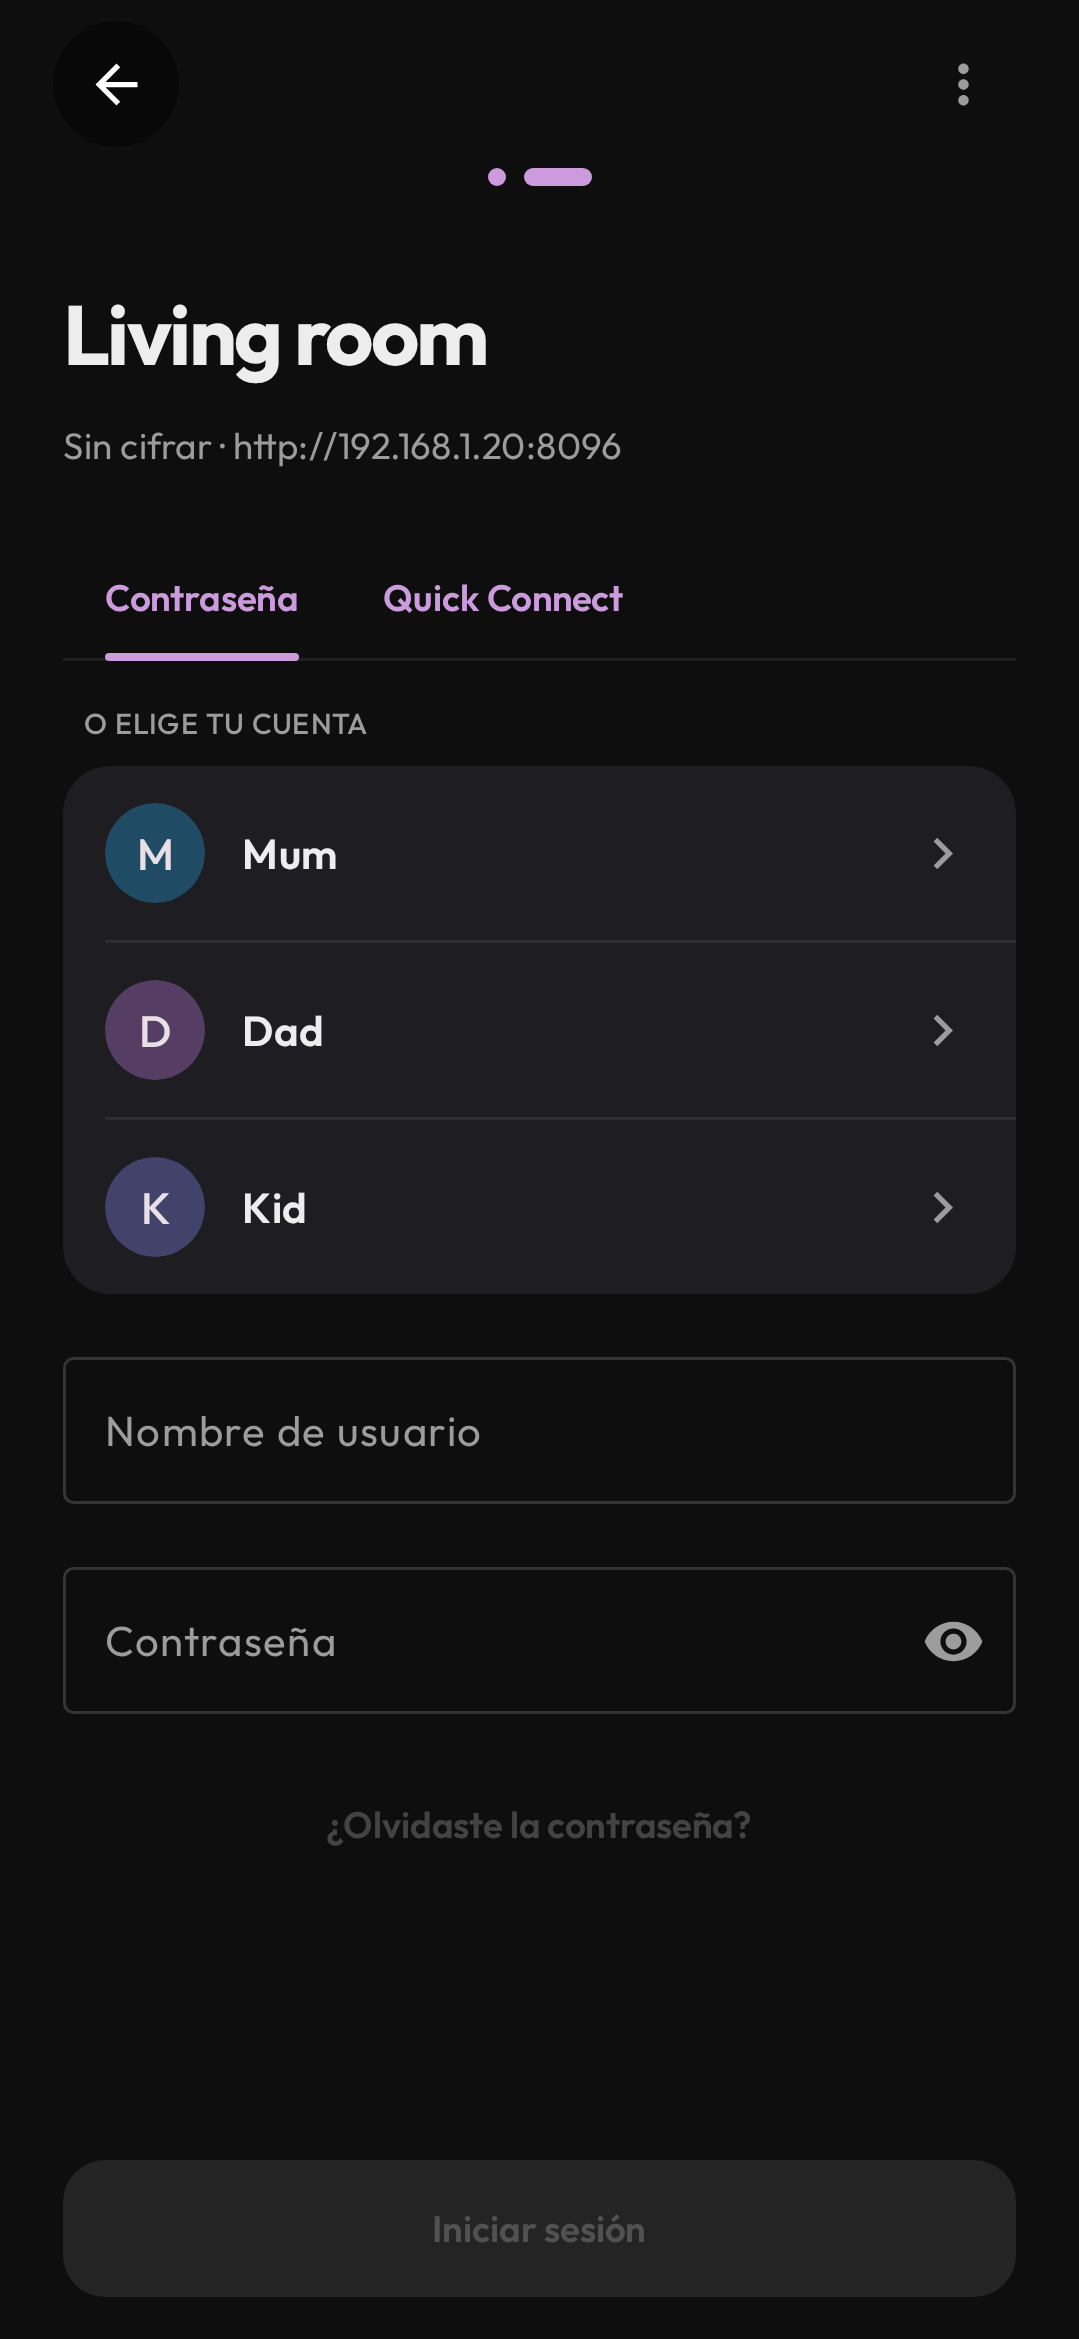 Living room
Sin cifrar · http://192.168.1.20:8096
Contraseña
Quick Connect
O ELIGE TU CUENTA
M
Mum
D
Dad
K
Kid
Nombre de usuario
Contraseña
¿Olvidaste la contraseña?
Iniciar sesión